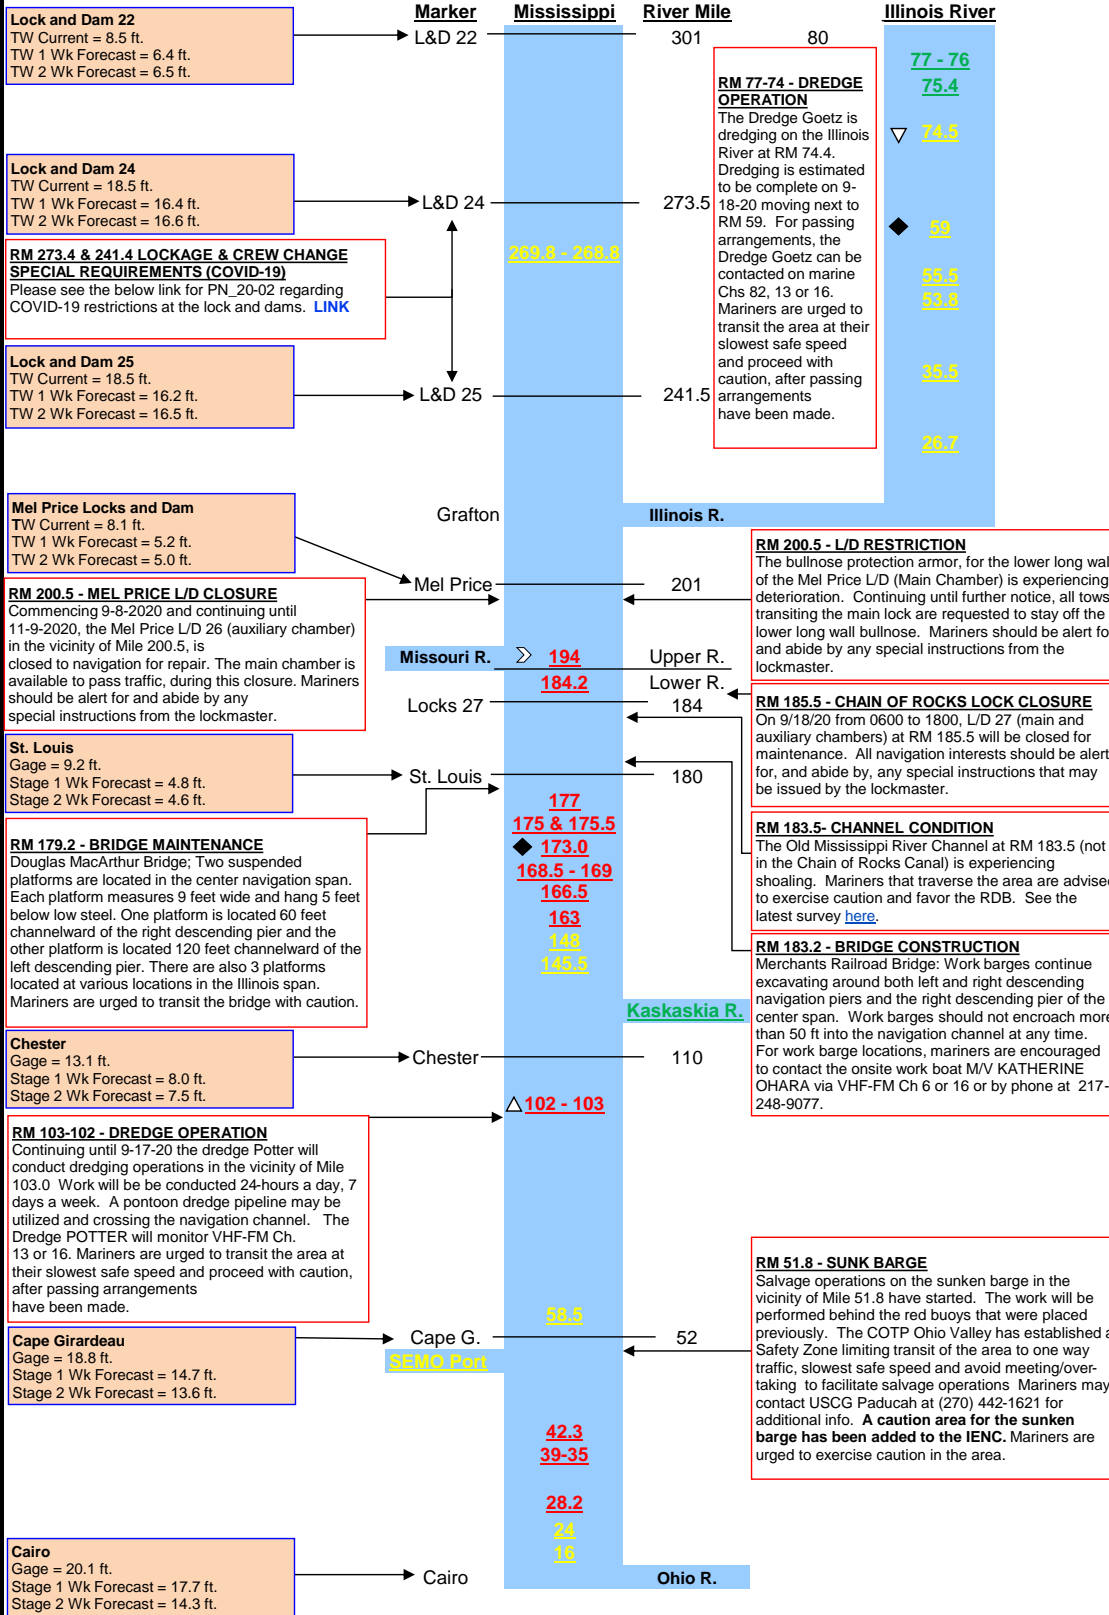 Marker
Mississippi
River Mile
Illinois River
Lock and Dam 22
TW Current = 8.5 ft.
TW 1 Wk Forecast = 6.4 ft.
TW 2 Wk Forecast = 6.5 ft.
L&D 22
301
80
77 - 76
75.4
74.5
59
55.5
53.8
35.5
26.7
RM 77-74 - DREDGE
OPERATION
The Dredge Goetz is
dredging on the Illinois
River at RM 74.4.
Dredging is estimated
to be complete on 9-
18-20 moving next to
RM 59. For passing
arrangements, the
Dredge Goetz can be
contacted on marine
Chs 82, 13 or 16.
Mariners are urged to
transit the area at their
slowest safe speed
and proceed with
caution, after passing
arrangements
have been made.
Lock and Dam 24
TW Current = 18.5 ft.
TW 1 Wk Forecast = 16.4 ft.
TW 2 Wk Forecast = 16.6 ft.
L&D 24
273.5
269.8 - 268.8
RM 273.4 & 241.4 LOCKAGE & CREW CHANGE
SPECIAL REQUIREMENTS (COVID-19)
Please see the below link for PN_20-02 regarding
COVID-19 restrictions at the lock and dams. LINK
Lock and Dam 25
TW Current = 18.5 ft.
TW 1 Wk Forecast = 16.2 ft.
TW 2 Wk Forecast = 16.5 ft.
L&D 25
241.5
Mel Price Locks and Dam
TW Current = 8.1 ft.
TW 1 Wk Forecast = 5.2 ft.
TW 2 Wk Forecast = 5.0 ft.
Grafton
Illinois R.
Mel Price
201
RM 200.5 - L/D RESTRICTION
The bullnose protection armor, for the lower long wal
of the Mel Price L/D (Main Chamber) is experiencing
deterioration. Continuing until further notice, all tows
transiting the main lock are requested to stay off the
lower long wall bullnose. Mariners should be alert fo
and abide by any special instructions from the
lockmaster.
RM 200.5 - MEL PRICE L/D CLOSURE
Commencing 9-8-2020 and continuing until
11-9-2020, the Mel Price L/D 26 (auxiliary chamber)
in the vicinity of Mile 200.5, is
closed to navigation for repair. The main chamber is
available to pass traffic, during this closure. Mariners
should be alert for and abide by any
special instructions from the lockmaster.
Missouri R.
194
Upper R.
184.2
Lower R.
Locks 27
184
RM 185.5 - CHAIN OF ROCKS LOCK CLOSURE
On 9/18/20 from 0600 to 1800, L/D 27 (main and
auxiliary chambers) at RM 185.5 will be closed for
maintenance. All navigation interests should be alert
for, and abide by, any special instructions that may
be issued by the lockmaster.
St. Louis
Gage = 9.2 ft.
Stage 1 Wk Forecast = 4.8 ft.
Stage 2 Wk Forecast = 4.6 ft.
St. Louis
180
177
175 & 175.5
173.0
168.5 - 169
166.5
163
148
145.5
RM 179.2 - BRIDGE MAINTENANCE
Douglas MacArthur Bridge; Two suspended
platforms are located in the center navigation span.
Each platform measures 9 feet wide and hang 5 feet
below low steel. One platform is located 60 feet
channelward of the right descending pier and the
other platform is located 120 feet channelward of the
left descending pier. There are also 3 platforms
located at various locations in the Illinois span.
Mariners are urged to transit the bridge with caution.
RM 183.5- CHANNEL CONDITION
The Old Mississippi River Channel at RM 183.5 (not
in the Chain of Rocks Canal) is experiencing
shoaling. Mariners that traverse the area are advised
to exercise caution and favor the RDB. See the
latest survey here.
RM 183.2 - BRIDGE CONSTRUCTION
Merchants Railroad Bridge: Work barges continue
excavating around both left and right descending
navigation piers and the right descending pier of the
center span. Work barges should not encroach more
than 50 ft into the navigation channel at any time.
For work barge locations, mariners are encouraged
to contact the onsite work boat M/V KATHERINE
OHARA via VHF-FM Ch 6 or 16 or by phone at 217-
248-9077.
Kaskaskia R.
Chester
Gage = 13.1 ft.
Stage 1 Wk Forecast = 8.0 ft.
Stage 2 Wk Forecast = 7.5 ft.
Chester
110
102 - 103
RM 103-102 - DREDGE OPERATION
Continuing until 9-17-20 the dredge Potter will
conduct dredging operations in the vicinity of Mile
103.0 Work will be be conducted 24-hours a day, 7
days a week. A pontoon dredge pipeline may be
utilized and crossing the navigation channel. The
Dredge POTTER will monitor VHF-FM Ch.
13 or 16. Mariners are urged to transit the area at
their slowest safe speed and proceed with caution,
after passing arrangements
have been made.
58.5
Cape Girardeau
Gage = 18.8 ft.
Stage 1 Wk Forecast = 14.7 ft.
Stage 2 Wk Forecast = 13.6 ft.
Cape G.
52
SEMO Port
RM 51.8 - SUNK BARGE
Salvage operations on the sunken barge in the
vicinity of Mile 51.8 have started. The work will be
performed behind the red buoys that were placed
previously. The COTP Ohio Valley has established a
Safety Zone limiting transit of the area to one way
traffic, slowest safe speed and avoid meeting/over-
taking to facilitate salvage operations Mariners may
contact USCG Paducah at (270) 442-1621 for
additional info. A caution area for the sunken
barge has been added to the IENC. Mariners are
urged to exercise caution in the area.
42.3
39-35
28.2
24
16
Cairo
Gage = 20.1 ft.
Stage 1 Wk Forecast = 17.7 ft.
Stage 2 Wk Forecast = 14.3 ft.
Cairo
Ohio R.